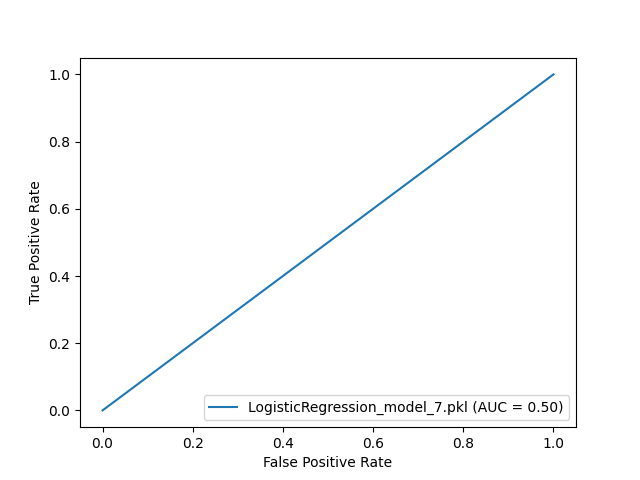 1.0
0.8
0.6
0.4
0.2
0.0
True Positive Rate
LogisticRegression_model_7.pkl (AUC = 0.50)
0.0 0.2 0.4 0.6 0.8 1.0
False Positive Rate